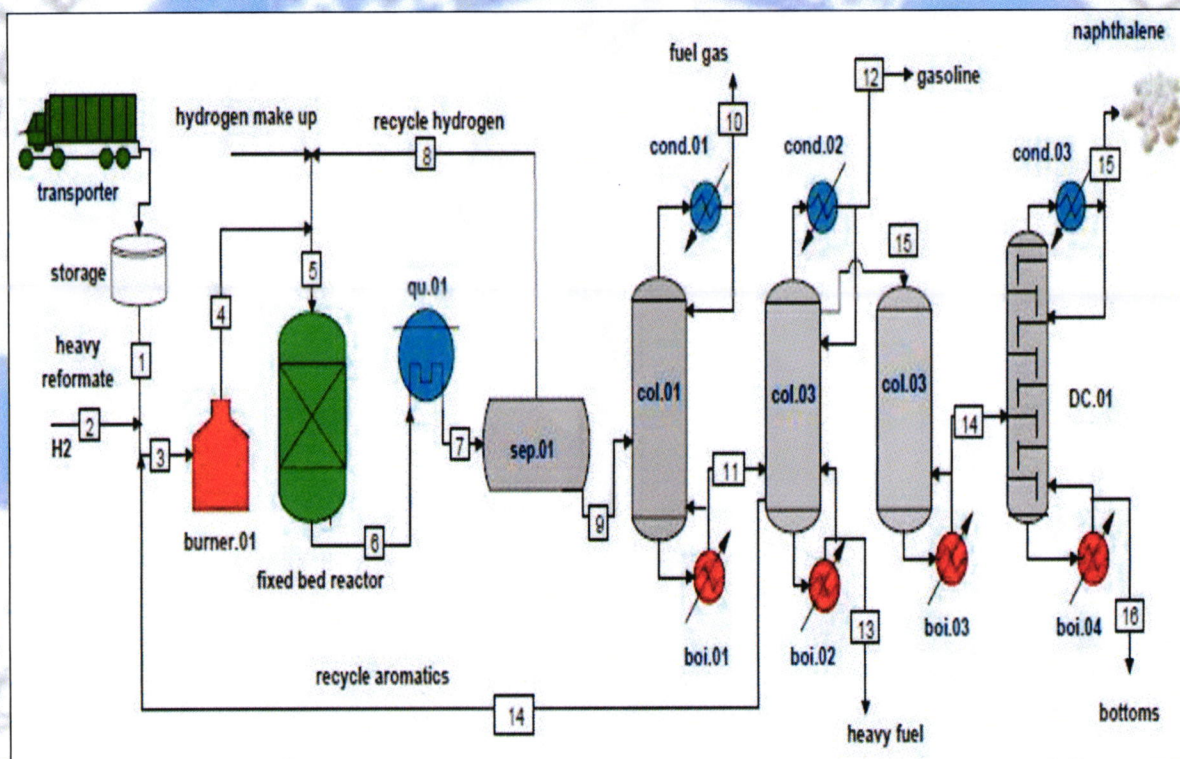 naphthalene
fuel gas
12
gasoline
10
hydrogen make up
recycle hydrogen
8
cond.01
cond.02
cond.03
15
transporter
storage
5
qu.01
15
4
heavy
reformate
1
col.01
col.03
col.03
DC.01
14
2
H2
3
7
sep.01
11
9
burner.01
6
fixed bed reactor
13
16
boi.01
boi.02
boi.03
boi.04
recycle aromatics
14
heavy fuel
bottoms